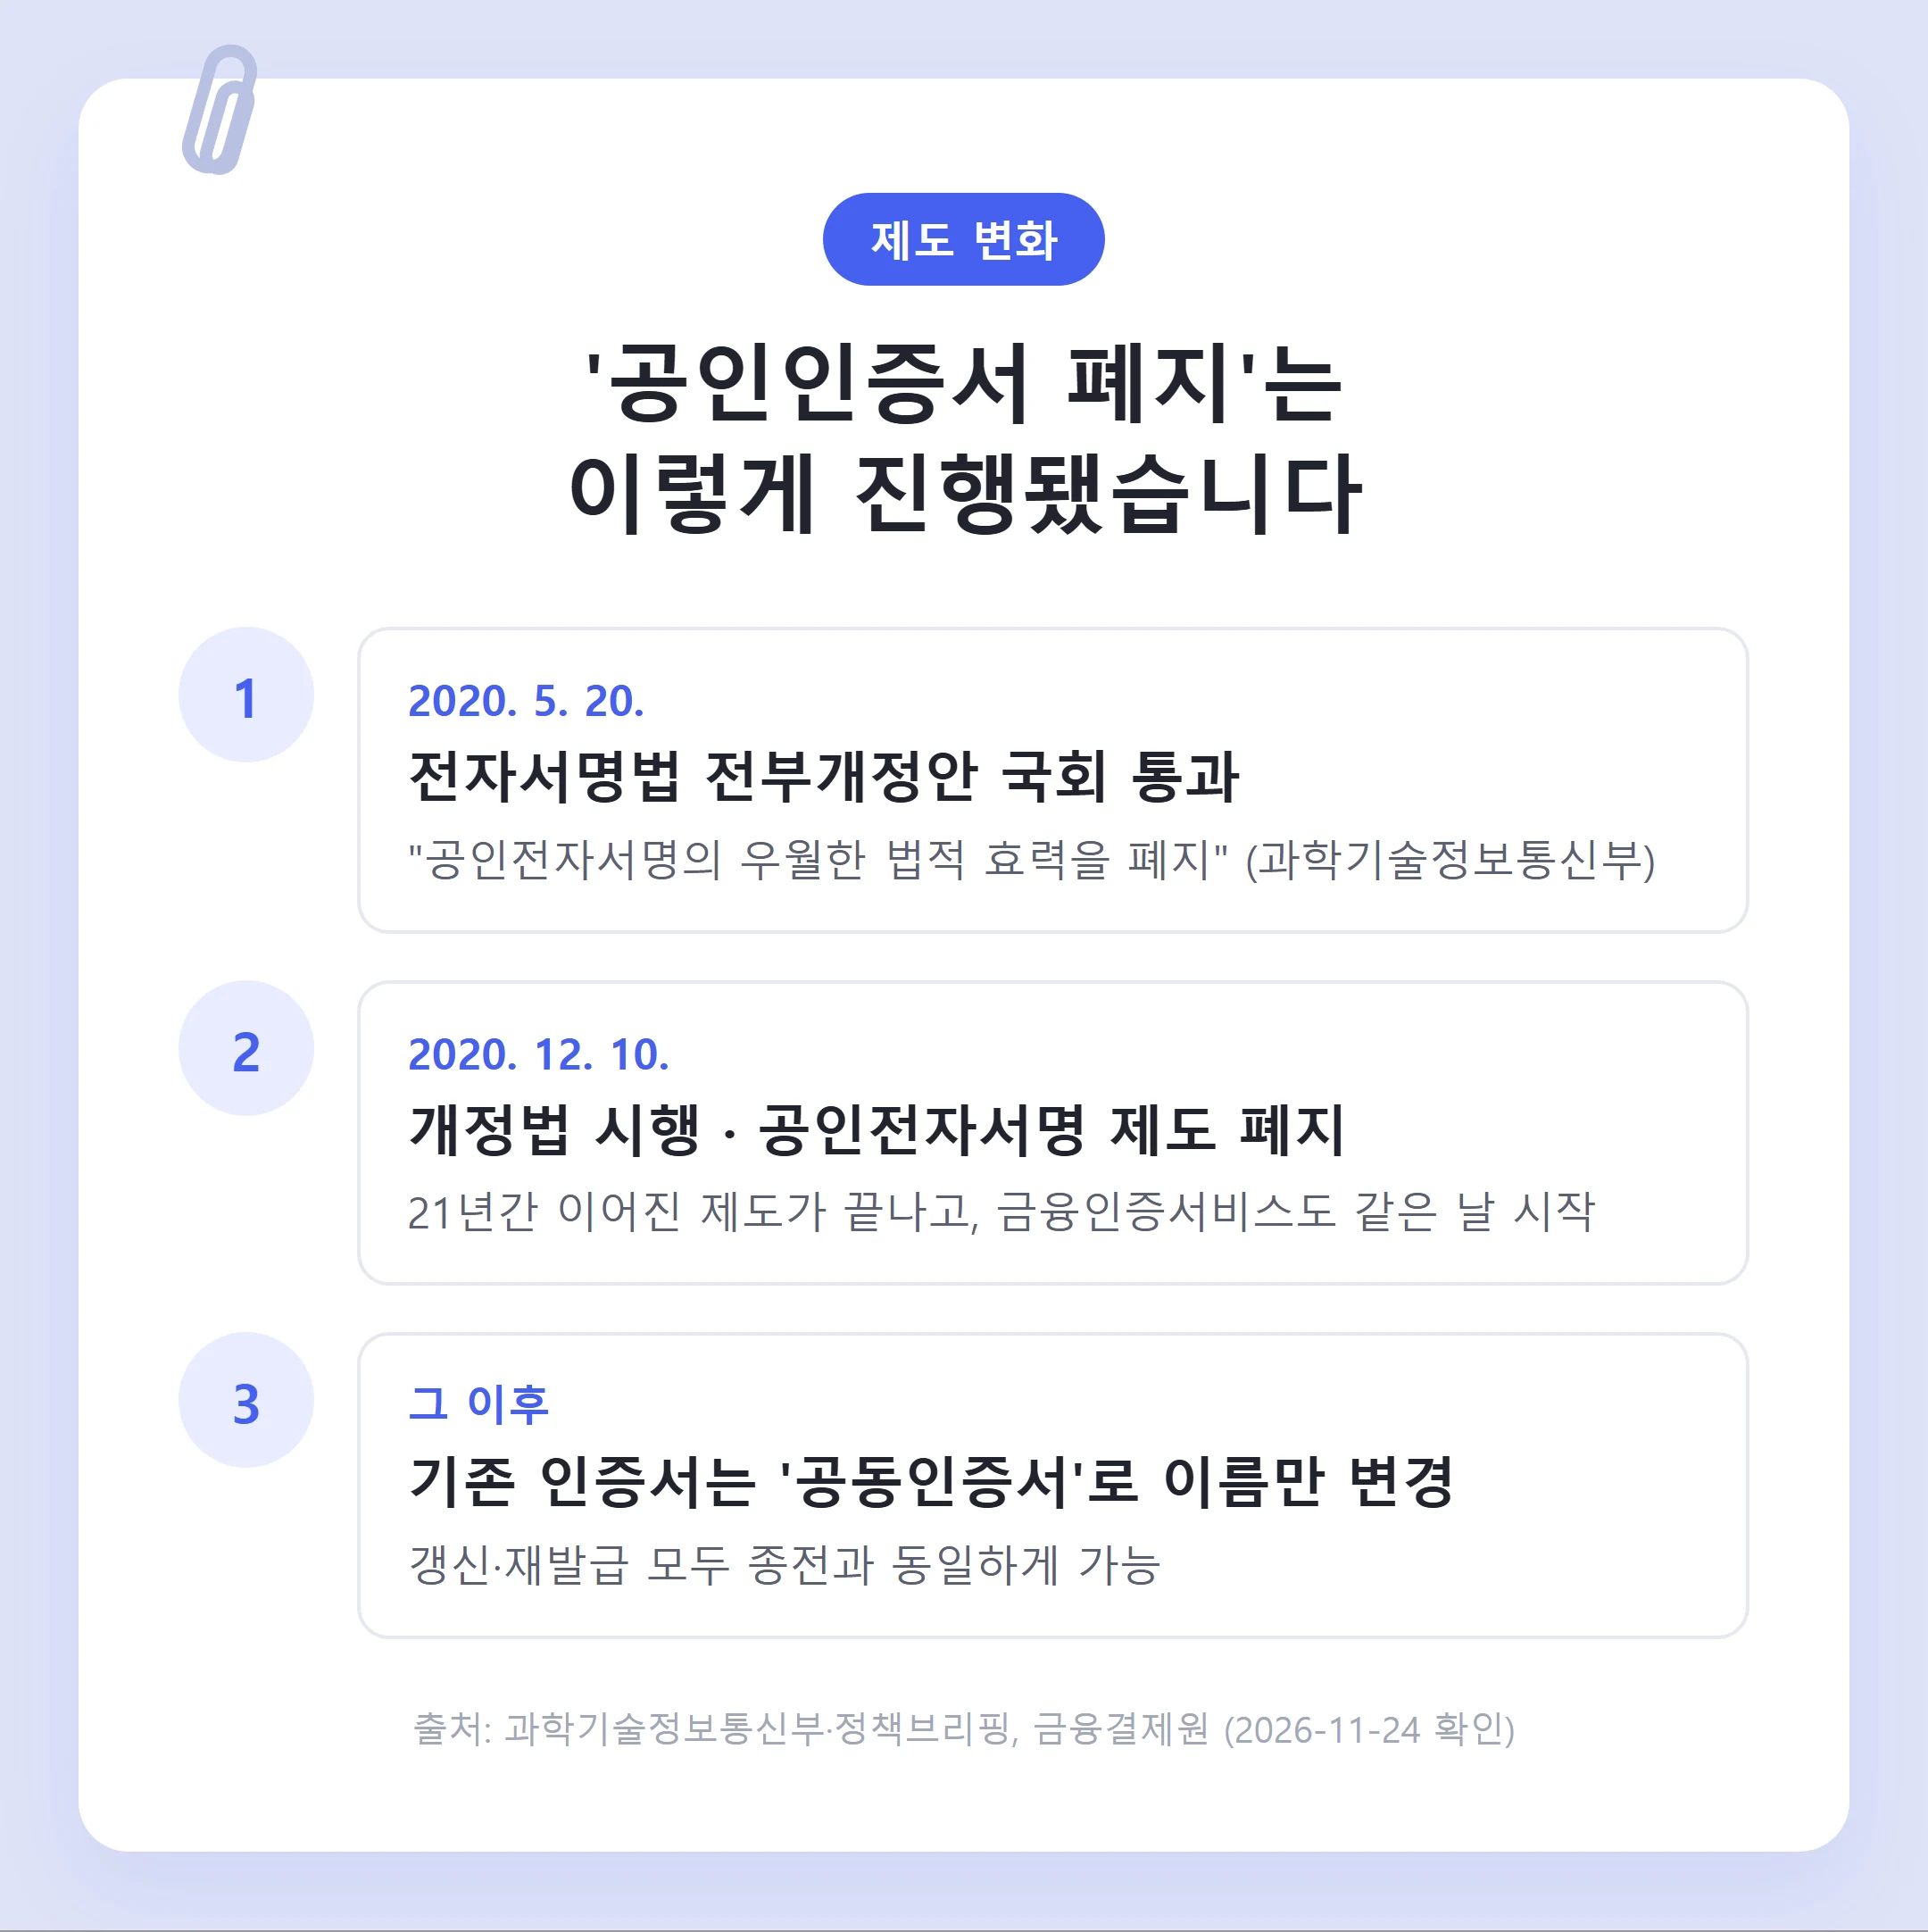 제도 변화
'공인인증서 폐지'는
이렇게 진행됐습니다
1
2020. 5. 20.
전자서명법 전부개정안 국회 통과
"공인전자서명의 우월한 법적 효력을 폐지" (과학기술정보통신부)
2
2020. 12. 10.
개정법 시행 · 공인전자서명 제도 폐지
21년간 이어진 제도가 끝나고, 금융인증서비스도 같은 날 시작
3
그 이후
기존 인증서는 '공동인증서'로 이름만 변경
갱신·재발급 모두 종전과 동일하게 가능
출처: 과학기술정보통신부·정책브리핑, 금융결제원 (2026-11-24 확인)